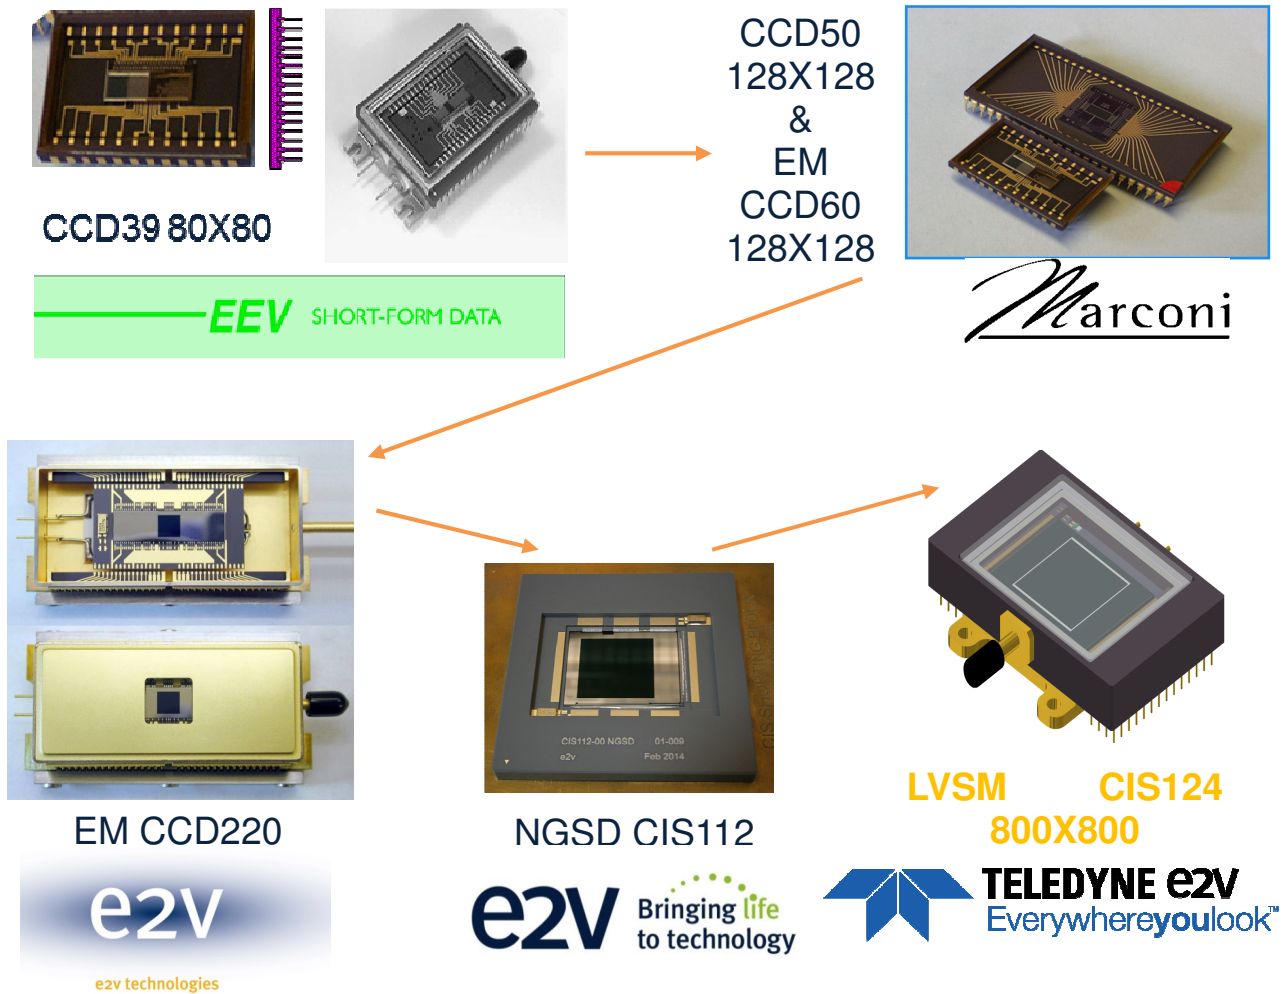 CCD39 80X80
EEV SHORT-FORM DATA
CCD50
128X128
&
EM
CCD60
128X128
Marconi
EM CCD220
e2v
e2v technologies
CIS112-00 NGSD 01-009
e2v Feb 2014
NGSD CIS112
e2v Bringing life
to technology
LVSM CIS124
800X800
TELEDYNE e2v
Everywhereyoulook™